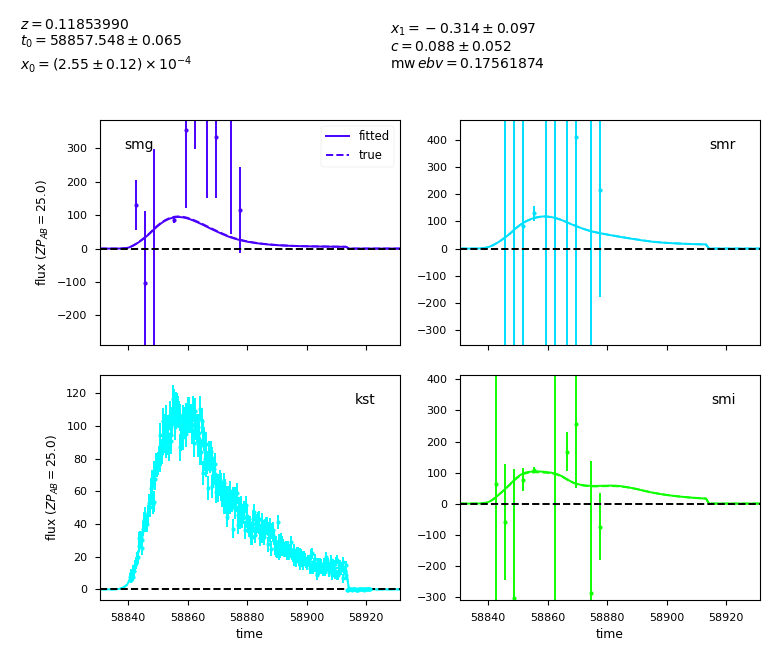 z = 0.11853990
t₀ = 58857.548 ± 0.065
x₀ = (2.55 ± 0.12) × 10⁻⁴
x₁ = −0.314 ± 0.097
c = 0.088 ± 0.052
mw ebv = 0.17561874
smg
fitted
true
300
200
100
0
−100
−200
flux (ZP_AB = 25.0)
smr
400
300
200
100
0
−100
−200
−300
kst
120
100
80
60
40
20
0
flux (ZP_AB = 25.0)
58840 58860 58880 58900 58920
time
smi
400
300
200
100
0
−100
−200
−300
58840 58860 58880 58900 58920
time